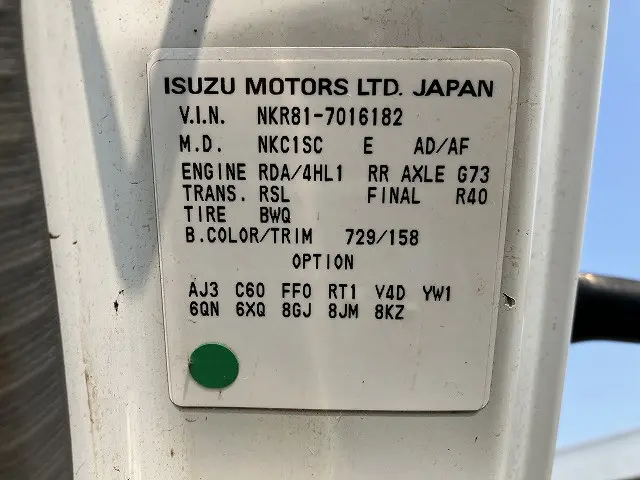 ISUZU MOTORS LTD. JAPAN
V.I.N. NKR81-7016182
M.D. NKC1SC E AD/AF
ENGINE RDA/4HL1 RR AXLE G73
TRANS. RSL FINAL R40
TIRE BWQ
B.COLOR/TRIM 729/158
OPTION
AJ3 C60 FF0 RT1 V4D YW1
6QN 6XQ 8GJ 8JM 8KZ